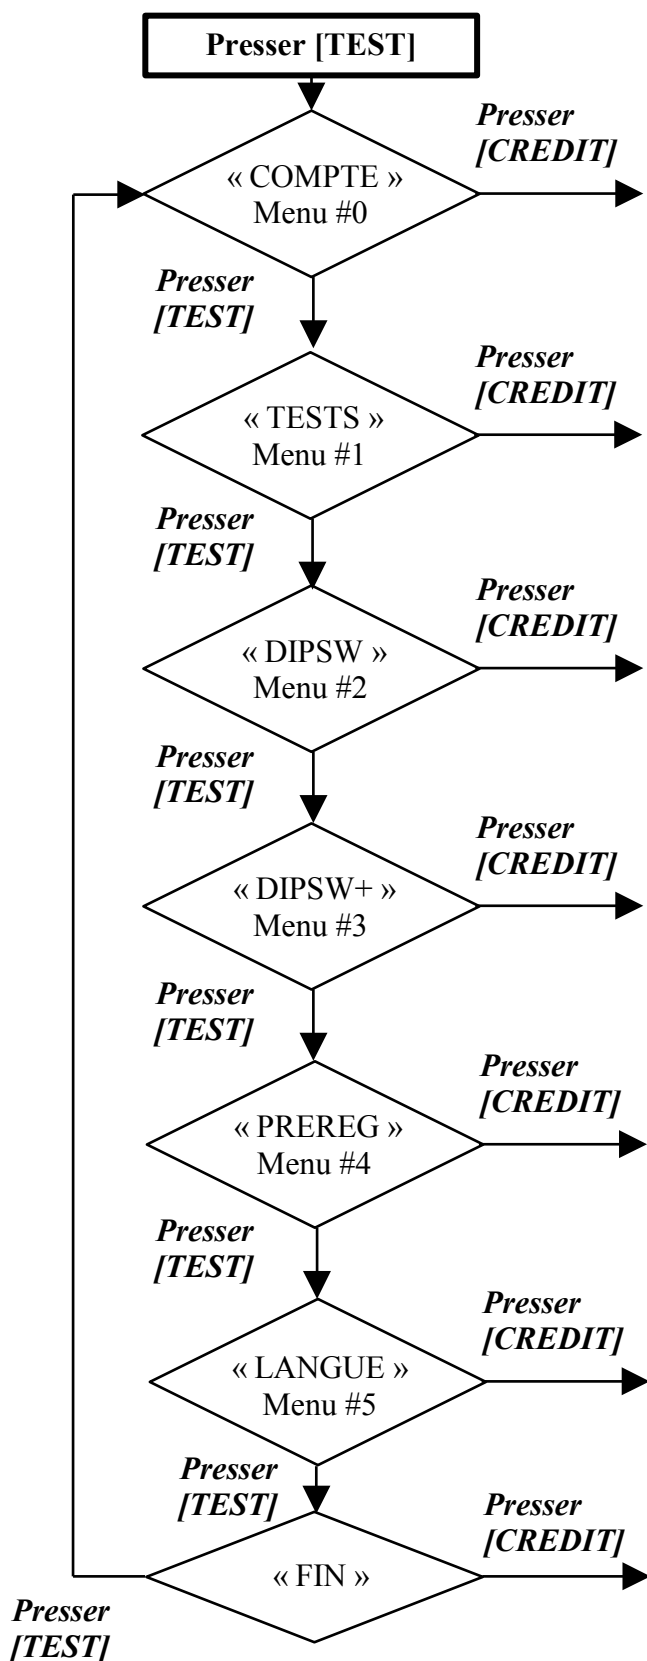 Presser [TEST]
Presser
[CREDIT]
« COMPTE »
Menu #0
Presser
[TEST]
Presser
[CREDIT]
« TESTS »
Menu #1
Presser
[TEST]
Presser
[CREDIT]
« DIPSW »
Menu #2
Presser
[TEST]
Presser
[CREDIT]
« DIPSW+ »
Menu #3
Presser
[TEST]
Presser
[CREDIT]
« PREREG »
Menu #4
Presser
[TEST]
Presser
[CREDIT]
« LANGUE »
Menu #5
Presser
[TEST]
Presser
[CREDIT]
« FIN »
Presser
[TEST]